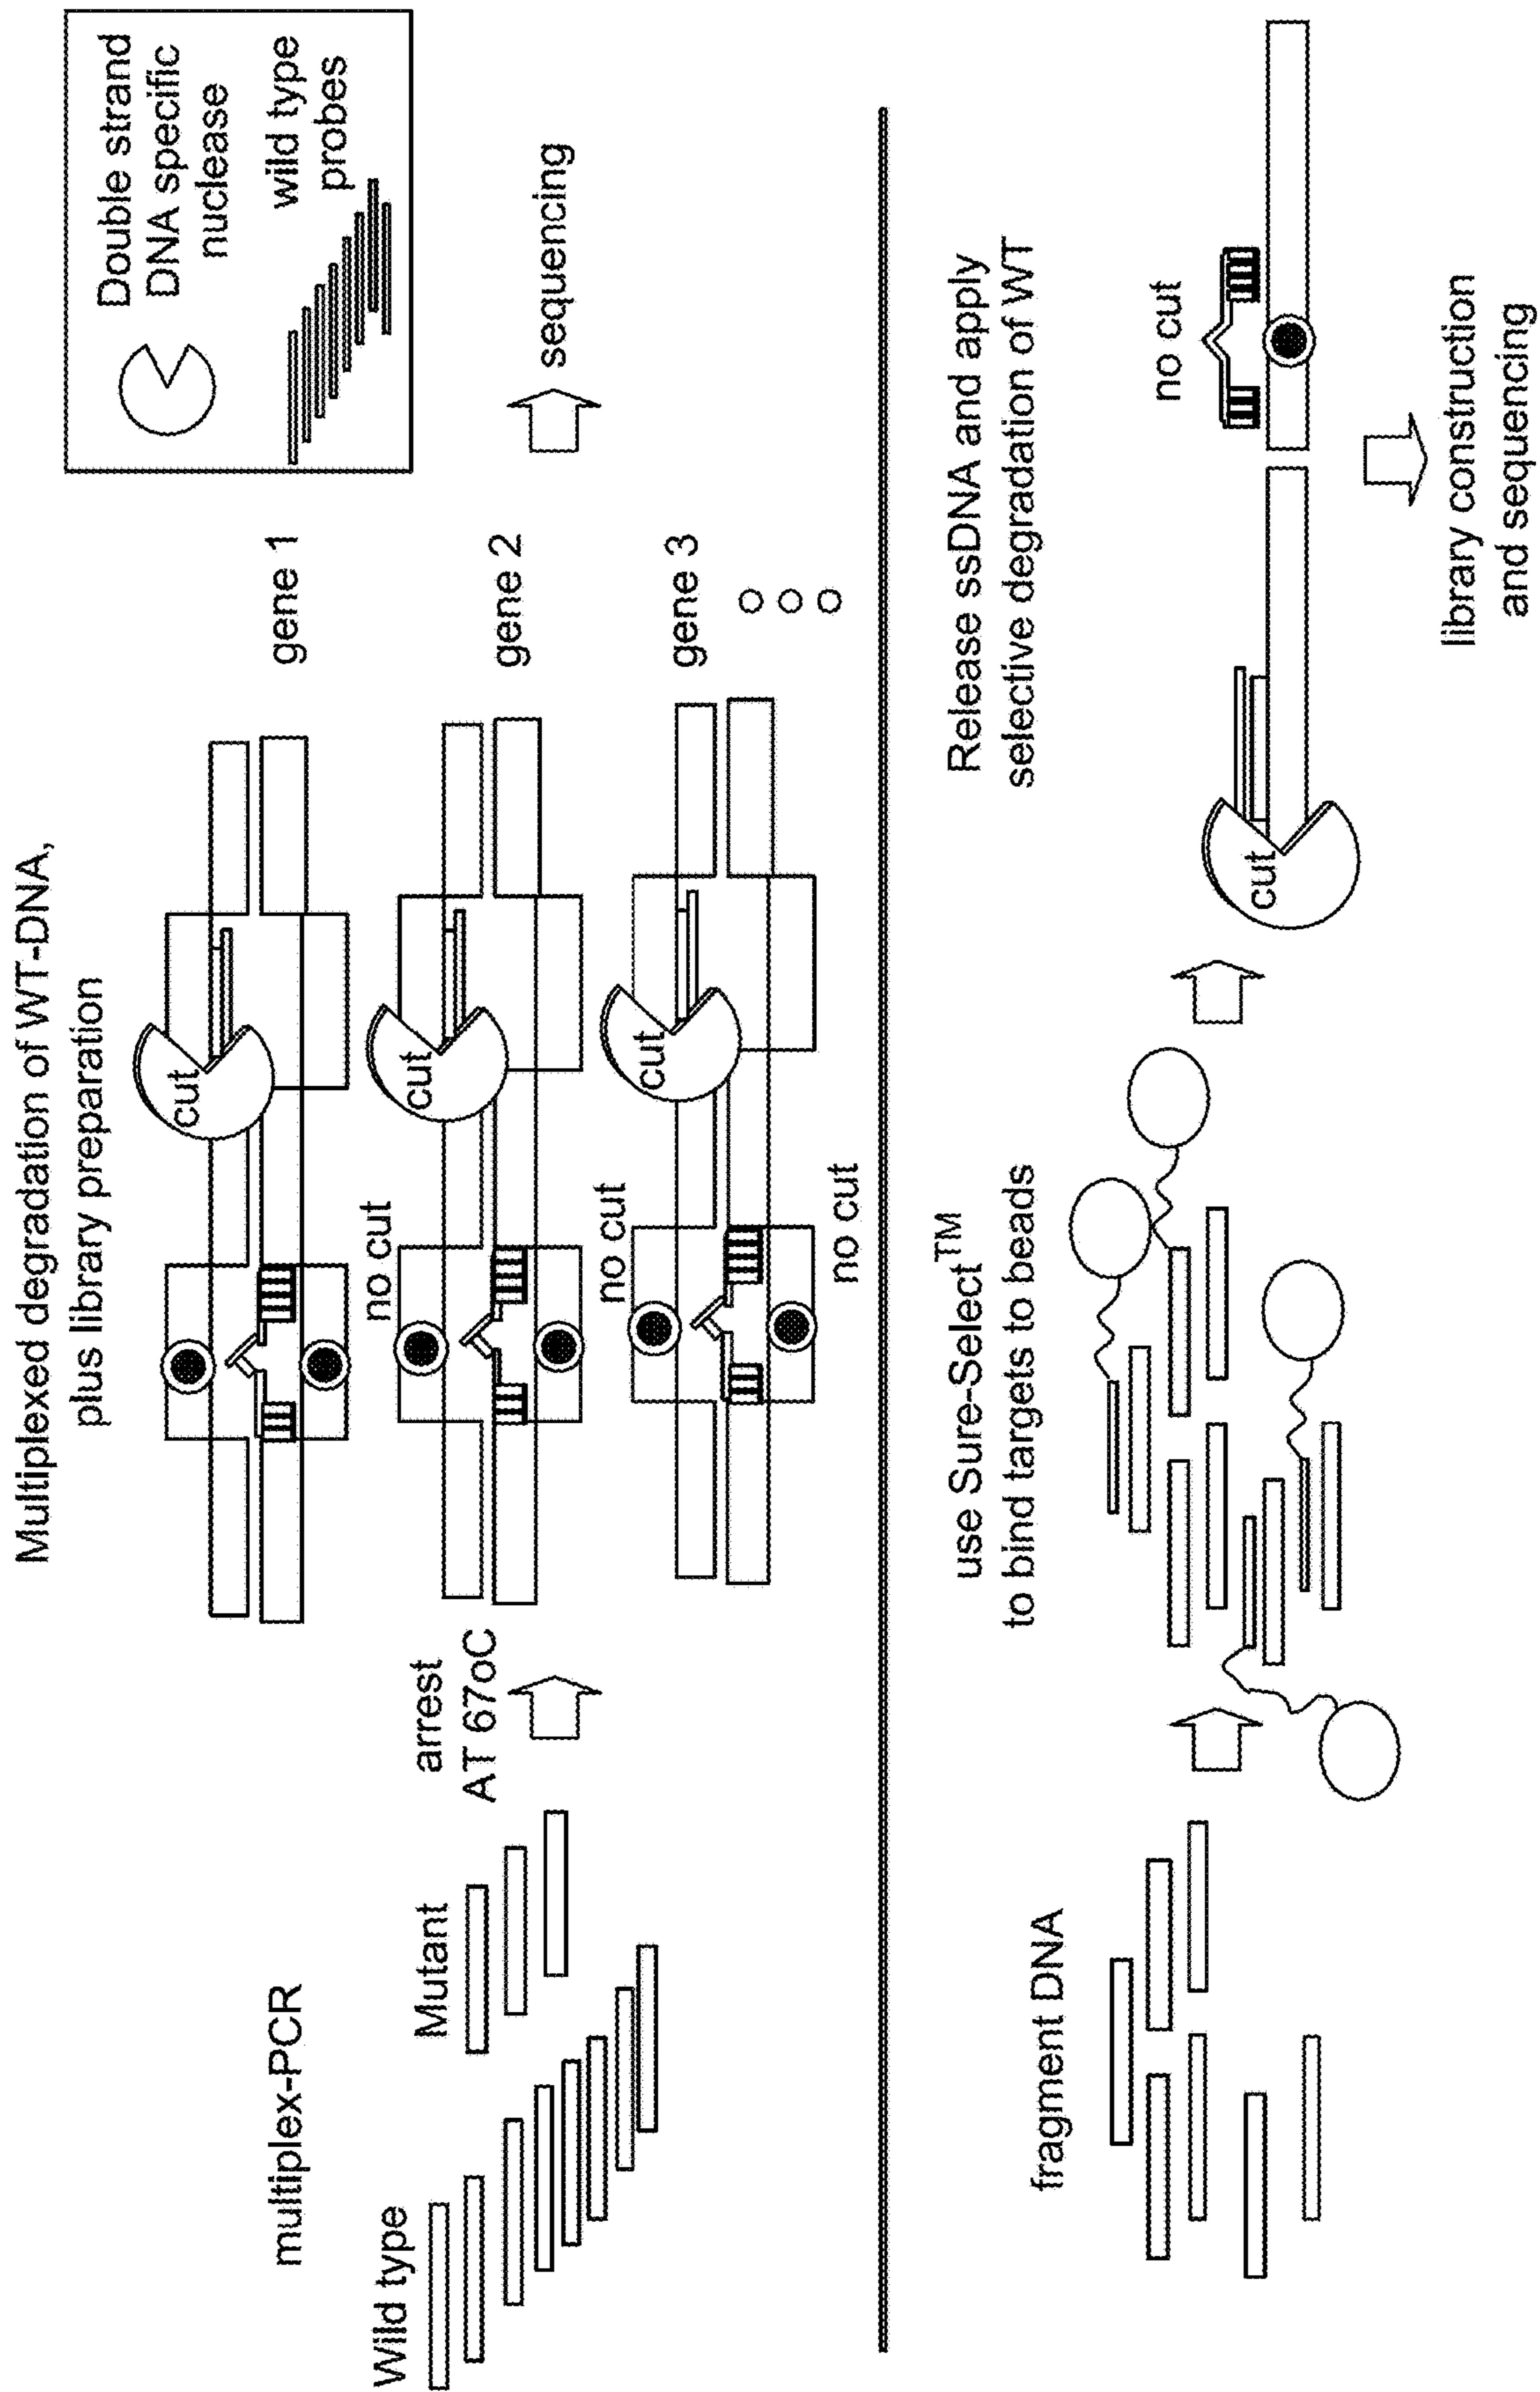 Multiplexed degradation of WT-DNA,
plus library preparation
Double strand
DNA specific
nuclease
wild type
probes
multiplex-PCR
Wild type
Mutant
arrest
AT 67oC
cut
gene 1
no cut
cut
gene 2
no cut
cut
gene 3
no cut
sequencing
fragment DNA
use Sure-Select™
to bind targets to beads
Release ssDNA and apply
selective degradation of WT
cut
no cut
library construction
and sequencing